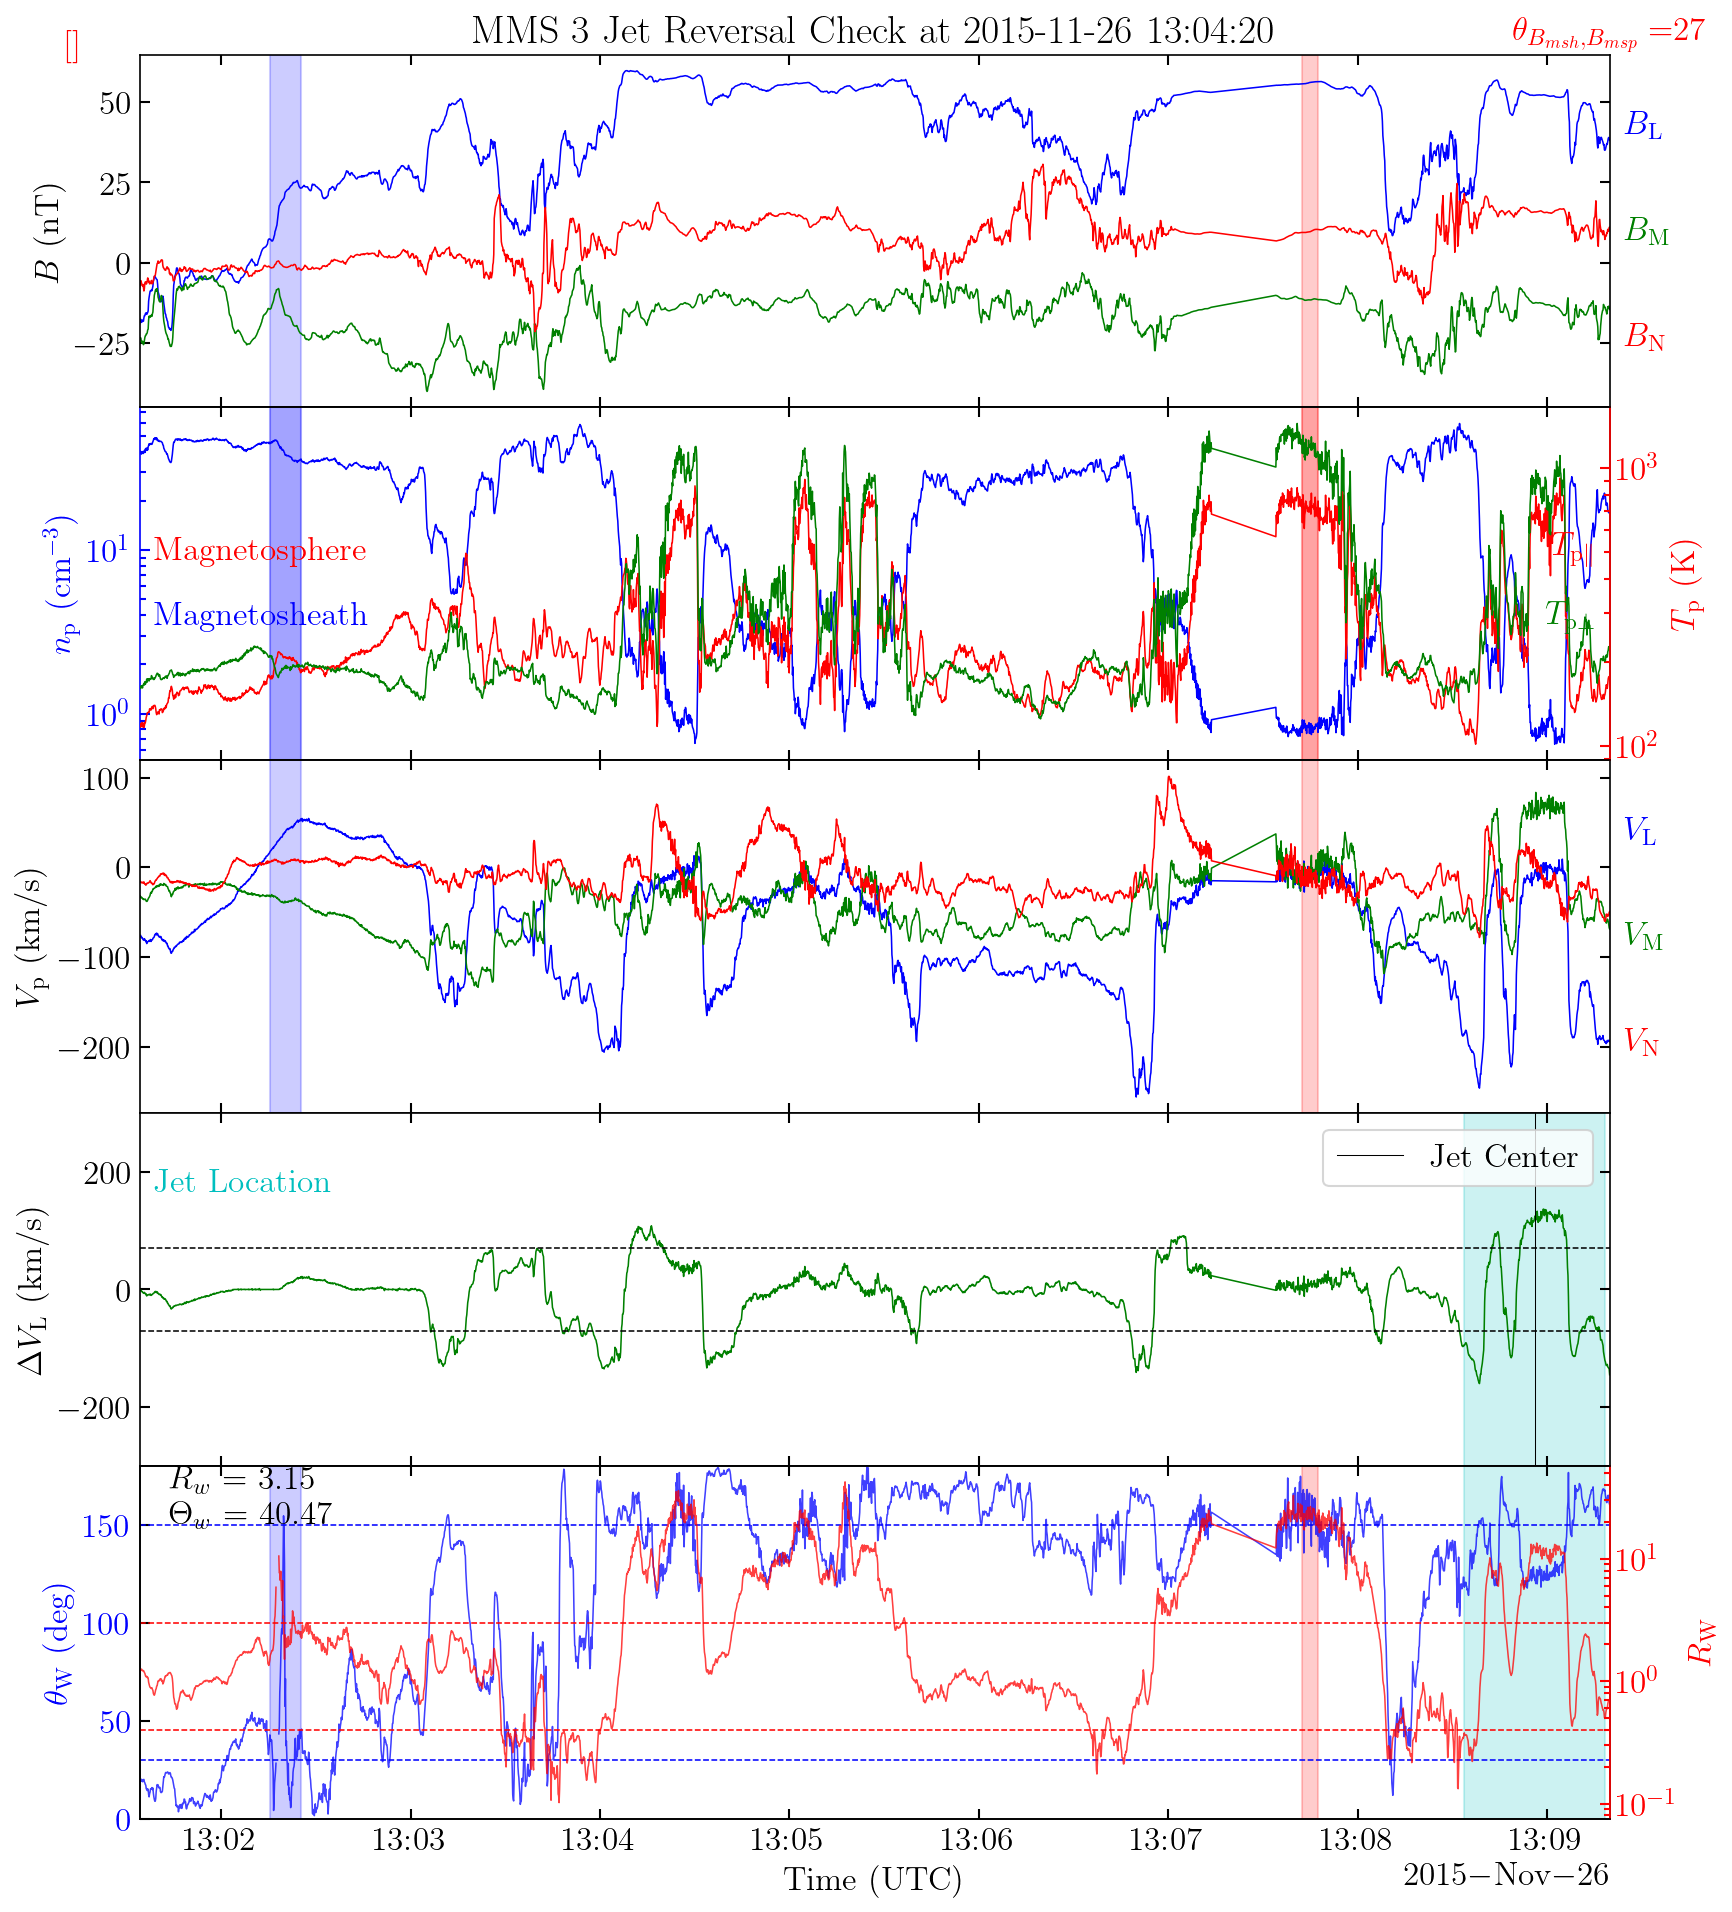 MMS 3 Jet Reversal Check at 2015-11-26 13:04:20
[]
θ_{B_{msh},B_{msp}} =27
50
25
0
−25
B (nT)
B_L
B_M
B_N
10^1
10^0
n_p (cm^{−3})
Magnetosphere
Magnetosheath
10^3
10^2
T_p (K)
T_{p∥}
T_{p⊥}
100
0
−100
−200
V_p (km/s)
V_L
V_M
V_N
200
0
−200
ΔV_L (km/s)
Jet Location
Jet Center
R_w = 3.15
Θ_w = 40.47
150
100
50
0
θ_W (deg)
10^1
10^0
10^{−1}
R_W
13:02 13:03 13:04 13:05 13:06 13:07 13:08 13:09
2015−Nov−26
Time (UTC)